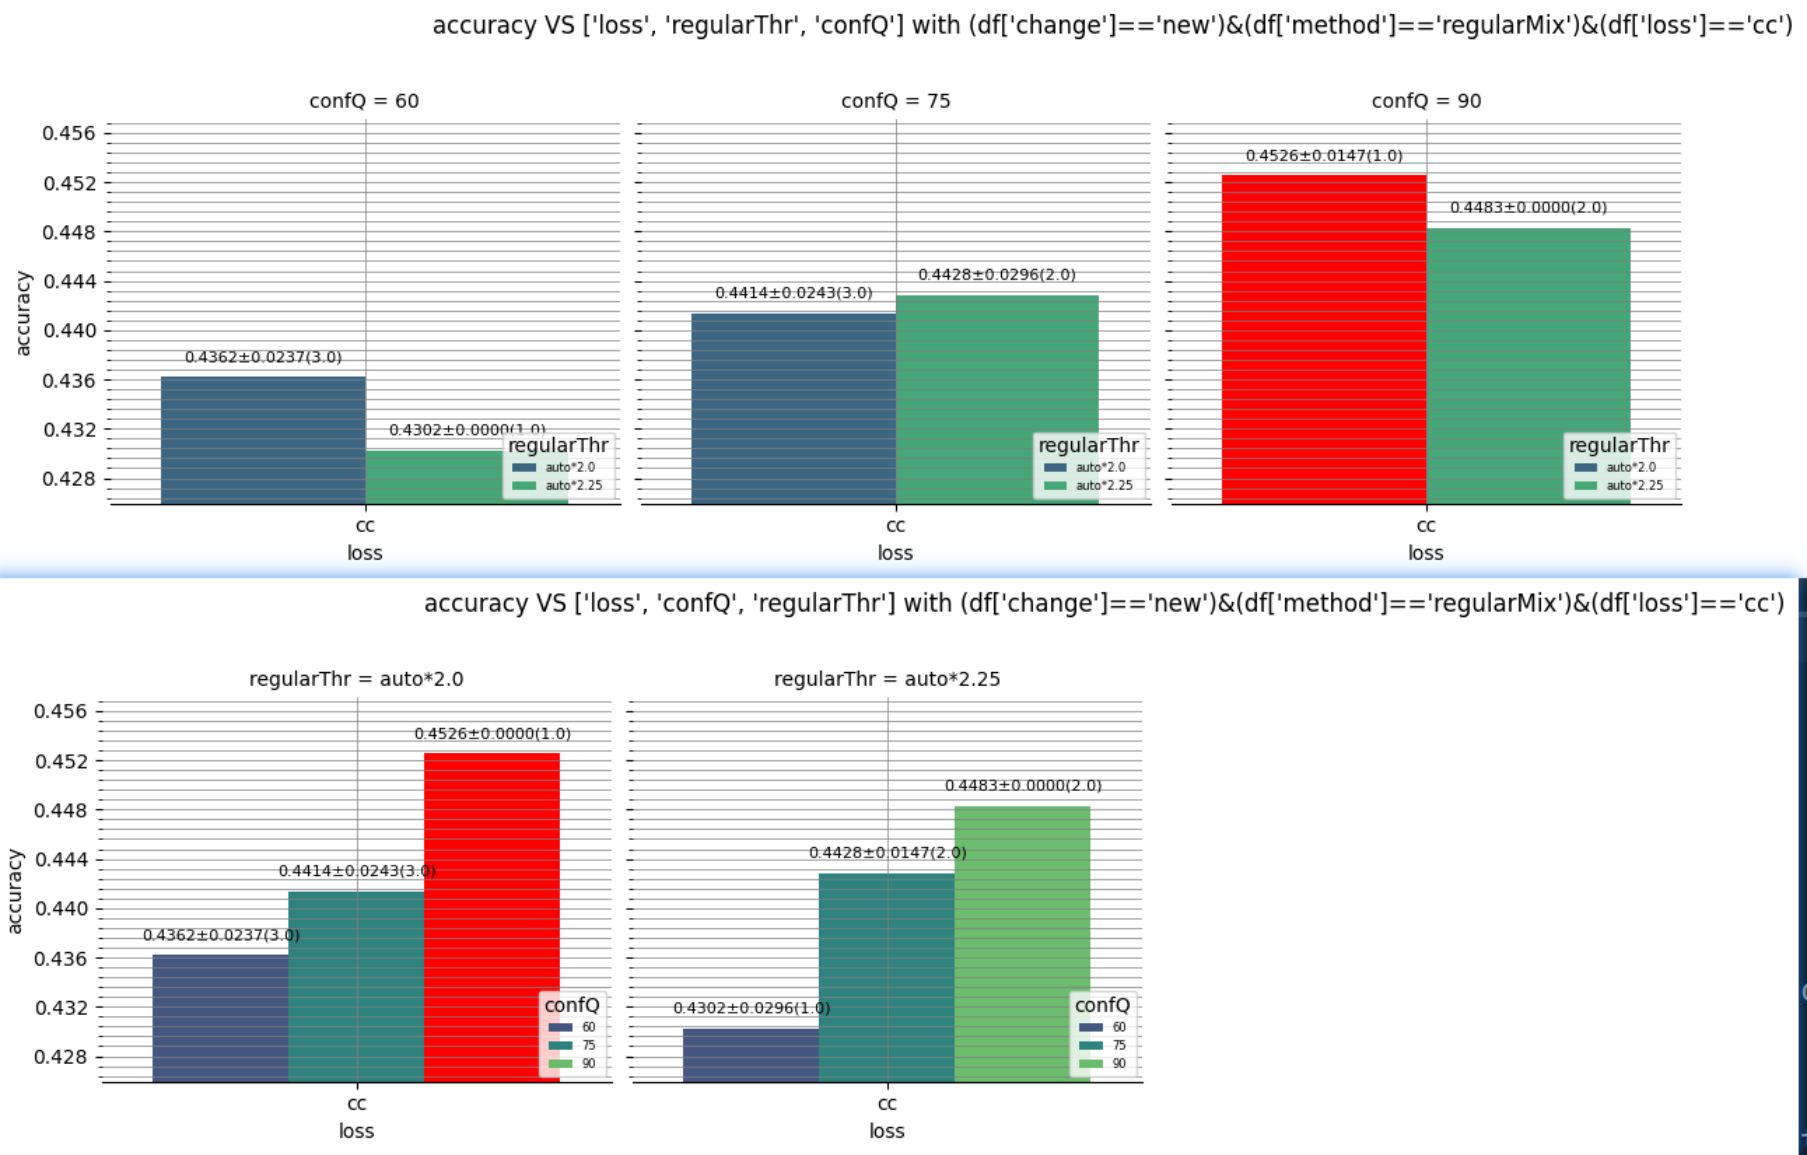 accuracy VS ['loss', 'regularThr', 'confQ'] with (df['change']=='new')&(df['method']=='regularMix')&(df['loss']=='cc')
confQ = 60
confQ = 75
confQ = 90
0.456
0.452
0.448
0.444
0.440
0.436
0.432
0.428
accuracy
0.4362±0.0237(3.0)
0.4302±0.0000(1.0)
0.4414±0.0243(3.0)
0.4428±0.0296(2.0)
0.4526±0.0147(1.0)
0.4483±0.0000(2.0)
regularThr
auto*2.0
auto*2.25
regularThr
auto*2.0
auto*2.25
regularThr
auto*2.0
auto*2.25
cc
cc
cc
loss
loss
loss
accuracy VS ['loss', 'confQ', 'regularThr'] with (df['change']=='new')&(df['method']=='regularMix')&(df['loss']=='cc')
regularThr = auto*2.0
regularThr = auto*2.25
0.456
0.452
0.448
0.444
0.440
0.436
0.432
0.428
accuracy
0.4362±0.0237(3.0)
0.4414±0.0243(3.0)
0.4526±0.0000(1.0)
0.4302±0.0296(1.0)
0.4428±0.0147(2.0)
0.4483±0.0000(2.0)
confQ
60
75
90
confQ
60
75
90
cc
cc
loss
loss